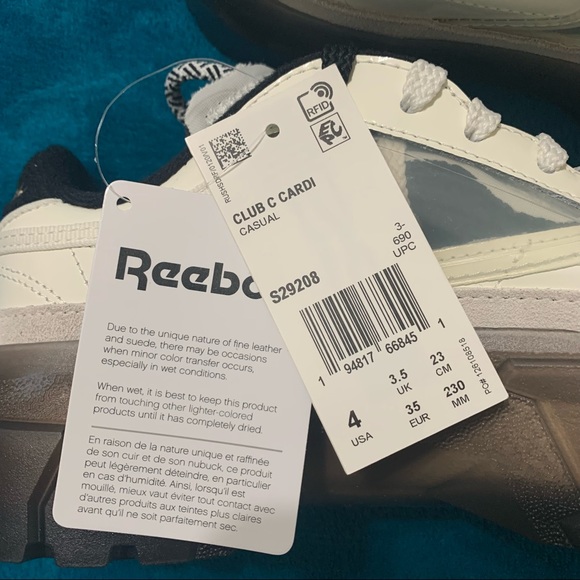 Reebo
Due to the unique nature of fine leather
and suede, there may be occasions
when minor color transfer occurs,
especially in wet conditions.
When wet, it is best to keep this product
from touching other lighter-colored
products until it has completely dried.
En raison de la nature unique et raffinée
de son cuir et de son nubuck, ce produit
peut légèrement déteindre, en particulier
en cas d'humidité. Ainsi, lorsqu'il est
mouillé, mieux vaut éviter tout contact avec
d'autres produits aux teintes plus claires
avant qu'il ne soit parfaitement sec.
RFID
EPC
CLUB C CARDI
CASUAL
S29208
3-
690
UPC
1 94817 66845 1
4
USA
3.5
UK
35
EUR
23
CM
230
MM
PO# 126108518